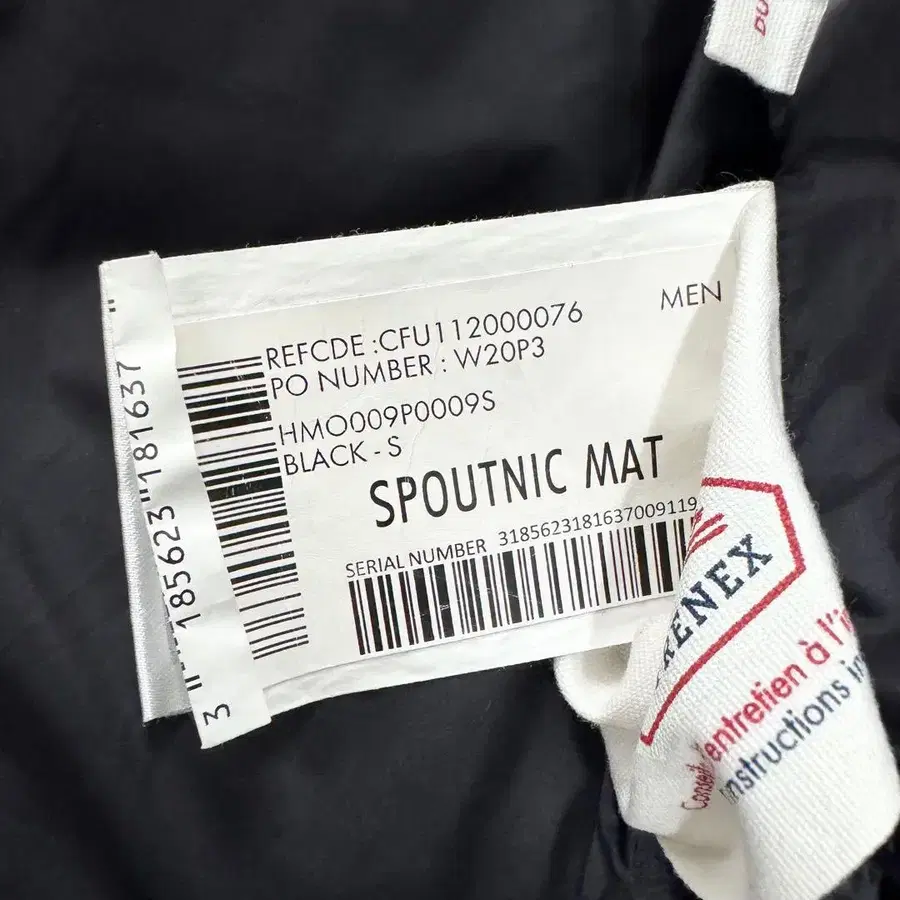 MEN
REFCDE :CFU112000076
PO NUMBER : W20P3
HMO009P0009S
BLACK - S
SPOUTNIC MAT
SERIAL NUMBER 3185623181637009119
3 "185623"181637 "
RENEX
Conseils d'entretien à l'
Instructions